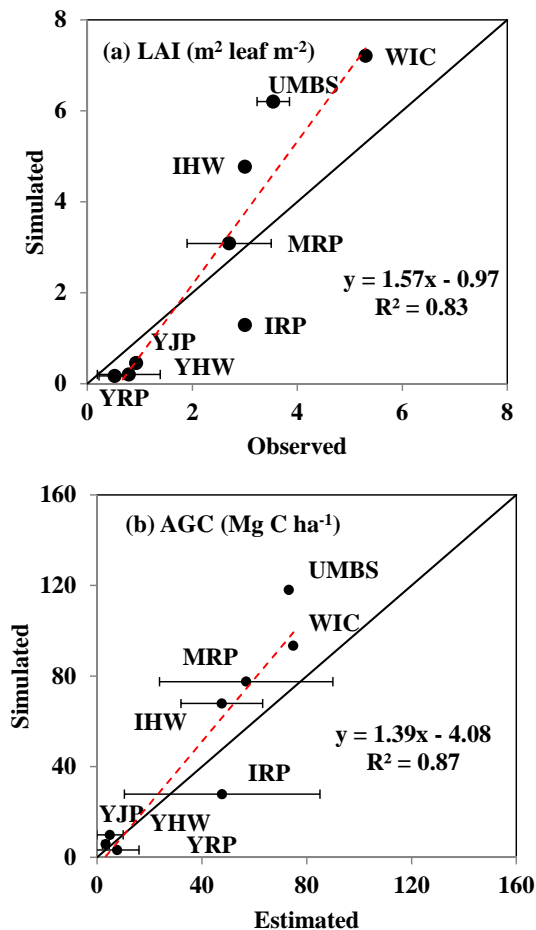 8
(a) LAI (m² leaf m⁻²)
WIC
UMBS
6
IHW
4
Simulated
MRP
y = 1.57x - 0.97
R² = 0.83
2
IRP
YJP
YHW
0
YRP
0 2 4 6 8
Observed
160
(b) AGC (Mg C ha⁻¹)
UMBS
120
WIC
MRP
80
Simulated
IHW
y = 1.39x - 4.08
R² = 0.87
40
IRP
YJP
YHW
YRP
0
0 40 80 120 160
Estimated